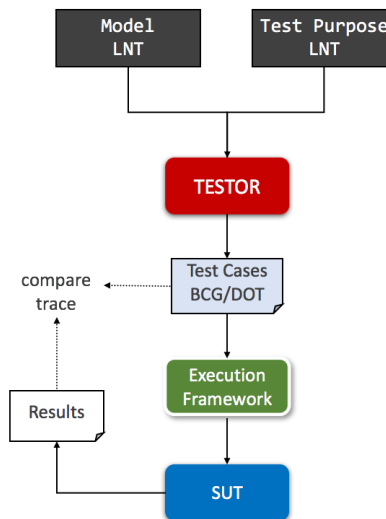 Model
LNT
Test Purpose
LNT
TESTOR
Test Cases
BCG/DOT
compare
trace
Execution
Framework
Results
SUT